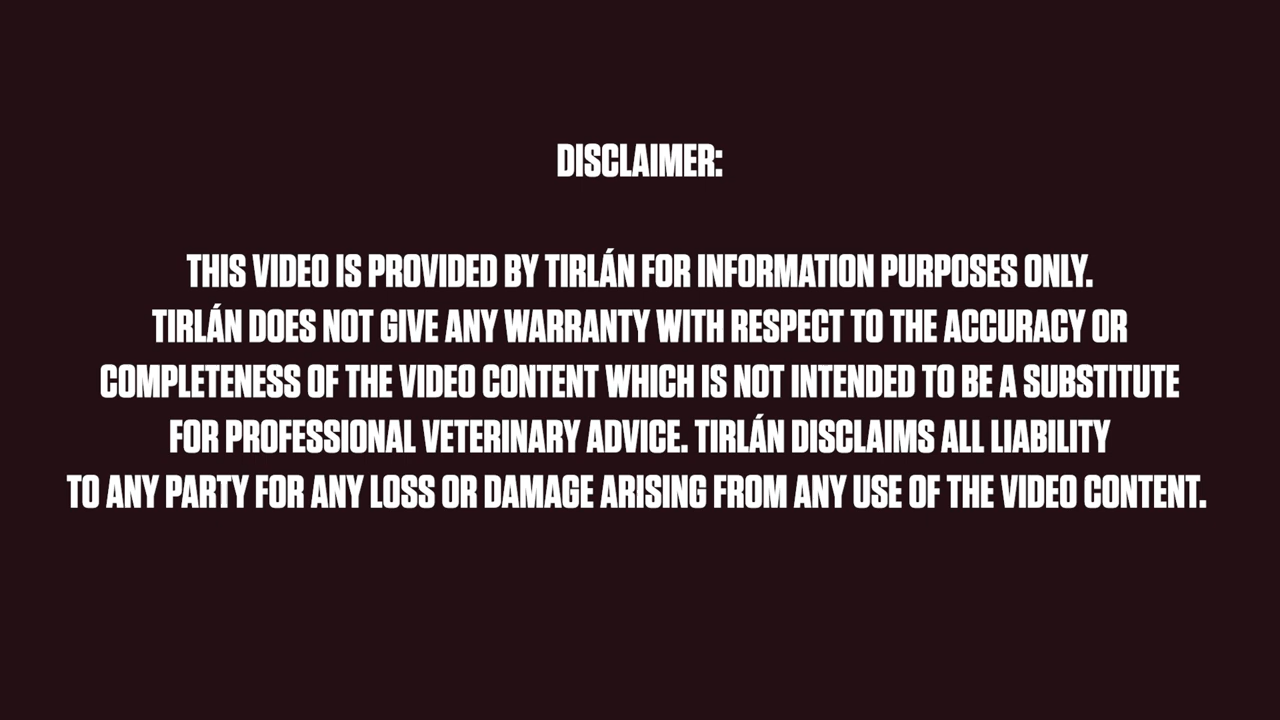 DISCLAIMER:
THIS VIDEO IS PROVIDED BY TIRLÁN FOR INFORMATION PURPOSES ONLY.
TIRLÁN DOES NOT GIVE ANY WARRANTY WITH RESPECT TO THE ACCURACY OR
COMPLETENESS OF THE VIDEO CONTENT WHICH IS NOT INTENDED TO BE A SUBSTITUTE
FOR PROFESSIONAL VETERINARY ADVICE. TIRLÁN DISCLAIMS ALL LIABILITY
TO ANY PARTY FOR ANY LOSS OR DAMAGE ARISING FROM ANY USE OF THE VIDEO CONTENT.